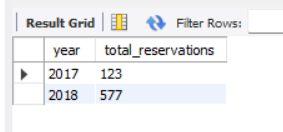 Result Grid Filter Rows:
year total_reservations
2017 123
2018 577